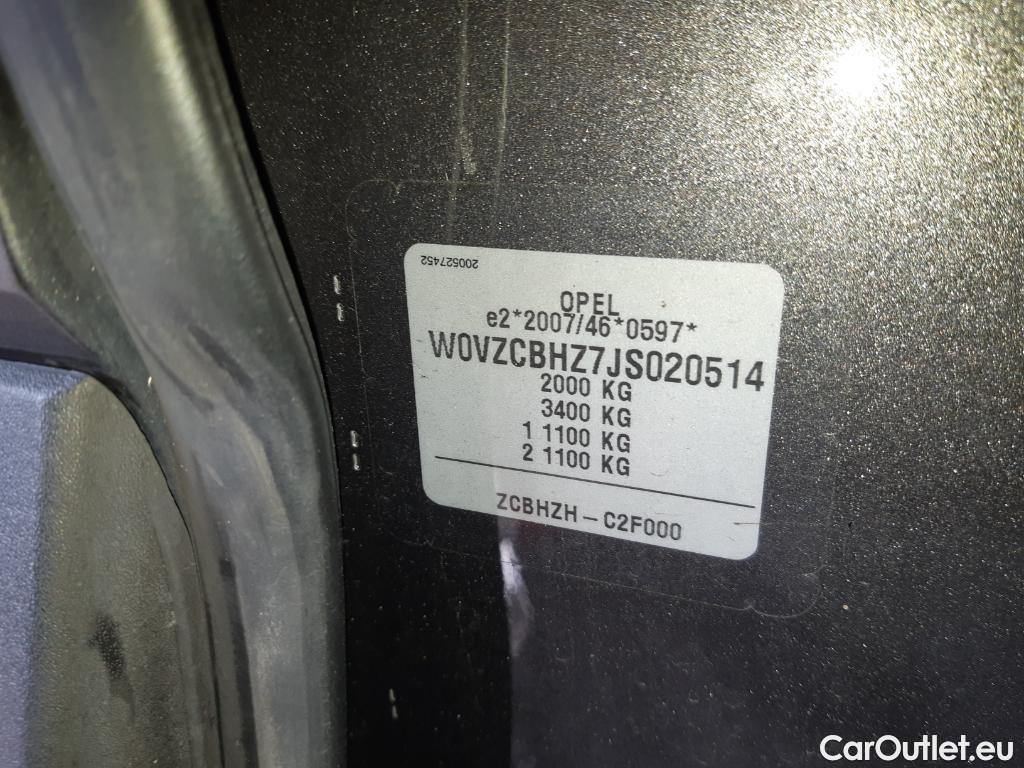 200527452
OPEL
e2*2007/46*0597*
W0VZCBHZ7JS020514
2000 KG
3400 KG
1 1100 KG
2 1100 KG
ZCBHZH – C2F000
CarOutlet.eu